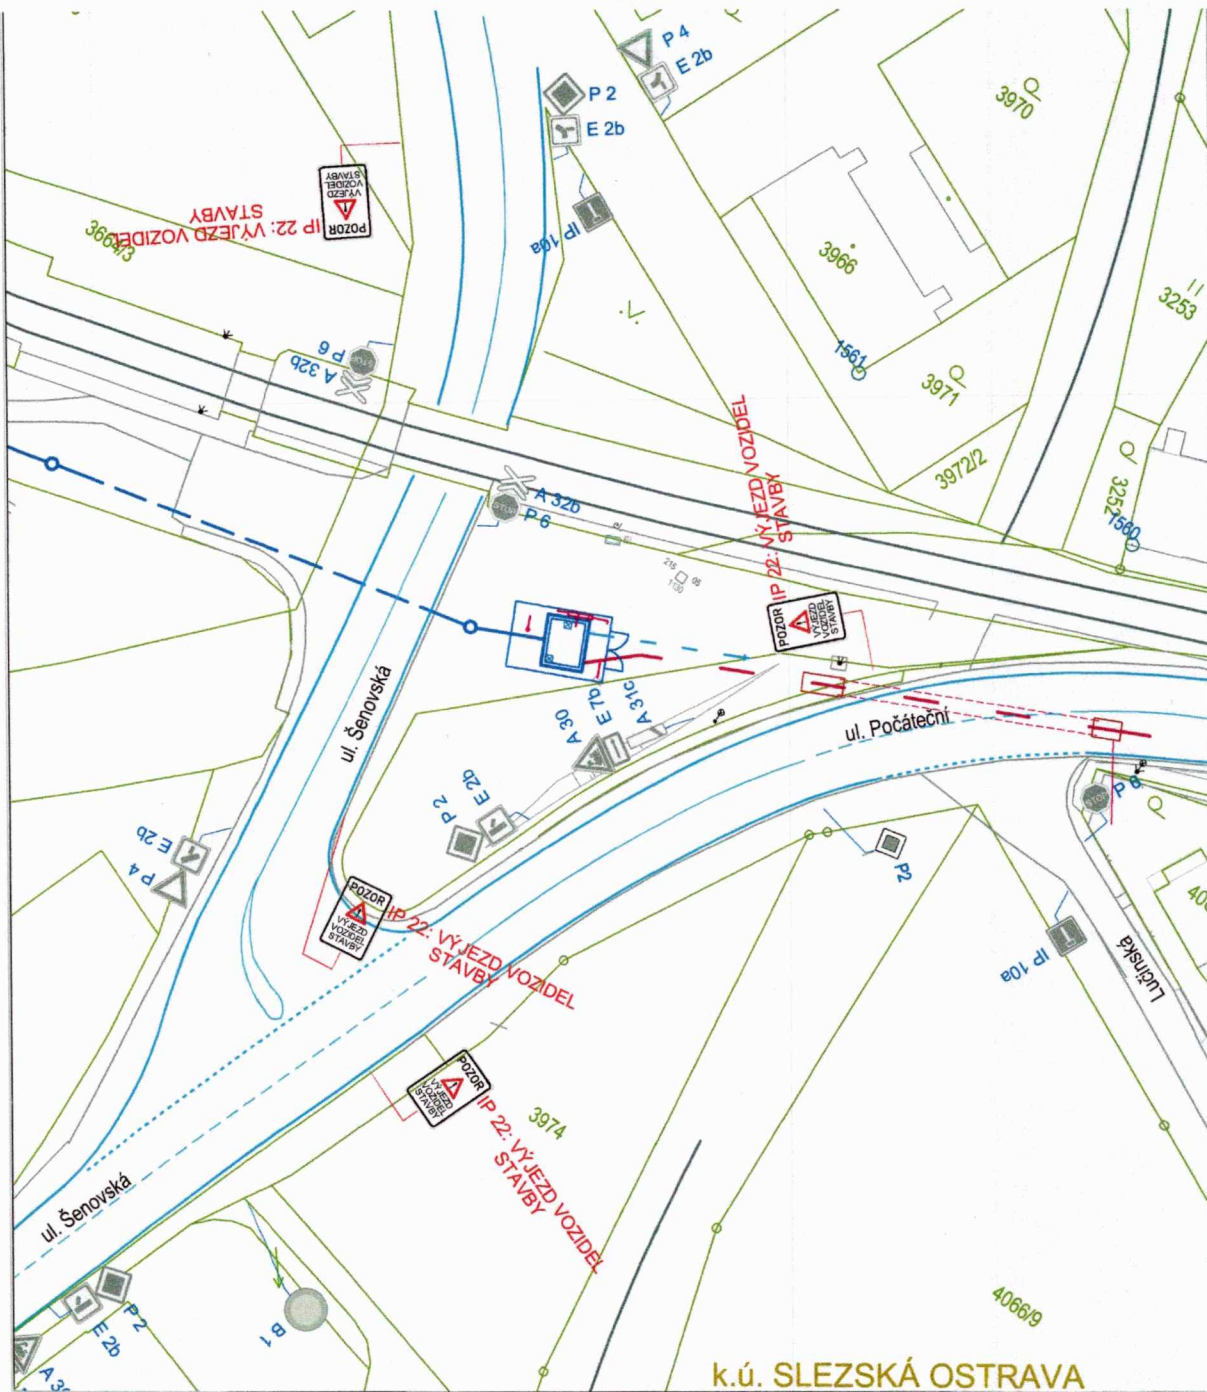 P 4
E 2b
P 2
E 2b
IP 10a
3970
POZOR
VÝJEZD
VOZIDEL
STAVBY
IP 22: VÝJEZD VOZIDEL
STAVBY
3966
3253
1561
3971
P 6
A 32b
STOP
3972/2
3252
1560
A 32b
P 6
STOP
IP 22: VÝJEZD VOZIDEL
STAVBY
POZOR
VÝJEZD
VOZIDEL
STAVBY
ul. Šenovská
A 30
E 7b
A 31c
ul. Počáteční
P 2
E 2b
P 4
E 2b
STOP
P2
POZOR
VÝJEZD
VOZIDEL
STAVBY
IP 22: VÝJEZD VOZIDEL
STAVBY
IP 10a
Lučinská
POZOR
VÝJEZD
VOZIDEL
STAVBY
IP 22: VÝJEZD VOZIDEL
STAVBY
3974
ul. Šenovská
P 2
E 2b
B 1
4066/9
k.ú. SLEZSKÁ OSTRAVA